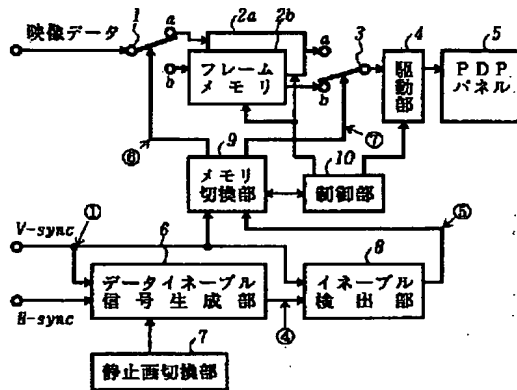 映像データ
1
a
b
2a
2b
フレーム
メモリ
a
b
3
4
駆動部
5
PDP
パネル
⑥
⑦
9
メモリ
切換部
10
制御部
V-sync
①
6
データイネーブル
信号生成部
H-sync
④
⑤
8
イネーブル
検出部
7
静止画切換部